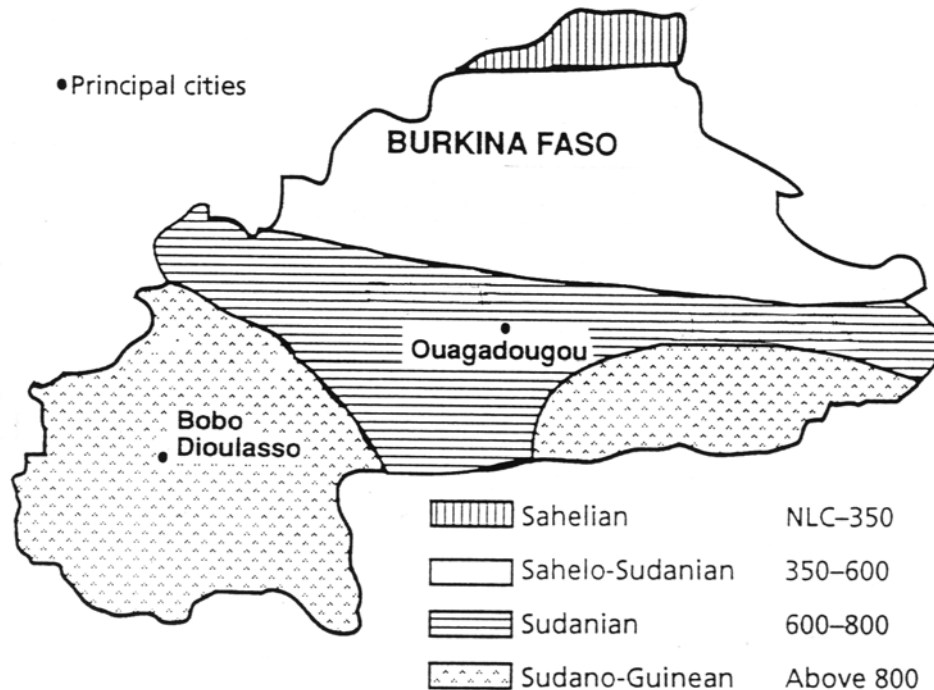 •Principal cities
BURKINA FASO
Ouagadougou
Bobo
Dioulasso
Sahelian NLC–350
Sahelo-Sudanian 350–600
Sudanian 600–800
Sudano-Guinean Above 800